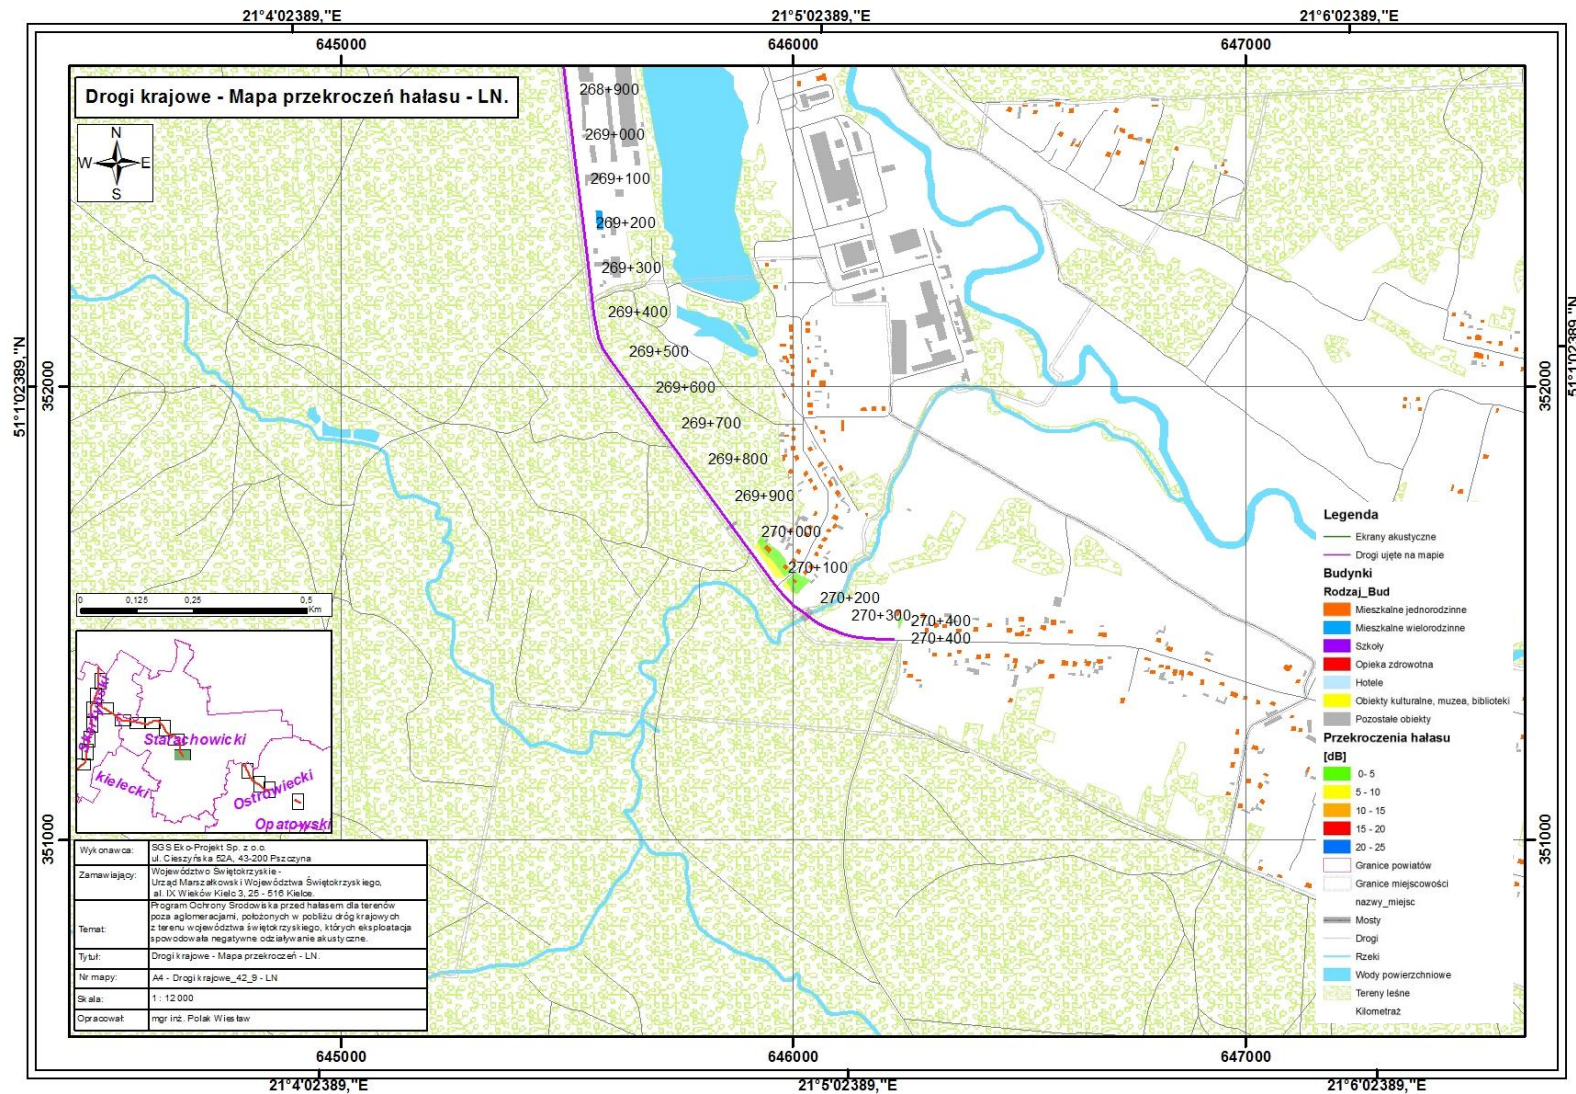 21°4'02389,"E 21°5'02389,"E 21°6'02389,"E
645000 646000 647000
Drogi krajowe - Mapa przekroczeń hałasu - LN.
N
W E
S
268+900
269+000
269+100
269+200
269+300
269+400
269+500
269+600
269+700
269+800
269+900
270+000
270+100
270+200
270+300
270+400
270+400
51°1'02389,"N
352000
352000
51°1'02389,"N
351000
351000
0 0,125 0,25 0,5
Km
Skarżyski
Starachowicki
kielecki
Ostrowiecki
Opatowski
Wykonawca: SGS Eko-Projekt Sp. z o.o.
ul. Cieszyńska 52A, 43-200 Pszczyna
Zamawiający: Województwo Świętokrzyskie -
Urząd Marszałkowski Województwa Świętokrzyskiego,
al. IX Wieków Kielc 3, 25 - 516 Kielce.
Temat: Program Ochrony Środowiska przed hałasem dla terenów
poza aglomeracjami, położonych w pobliżu dróg krajowych
z terenu województwa świętokrzyskiego, których eksploatacja
spowodowała negatywne odziaływanie akustyczne.
Tytuł: Drogi krajowe - Mapa przekroczeń - LN.
Nr mapy: A4 - Drogi krajowe_42_9 - LN
Skala: 1 : 12 000
Opracował: mgr inż. Polak Wiesław
Legenda
Ekrany akustyczne
Drogi ujęte na mapie
Budynki
Rodzaj_Bud
Mieszkalne jednorodzinne
Mieszkalne wielorodzinne
Szkoły
Opieka zdrowotna
Hotele
Obiekty kulturalne, muzea, biblioteki
Pozostałe obiekty
Przekroczenia hałasu
[dB]
0- 5
5 - 10
10 - 15
15 - 20
20 - 25
Granice powiatów
Granice miejscowości
nazwy_miejsc
Mosty
Drogi
Rzeki
Wody powierzchniowe
Tereny leśne
Kilometraż
645000 646000 647000
21°4'02389,"E 21°5'02389,"E 21°6'02389,"E